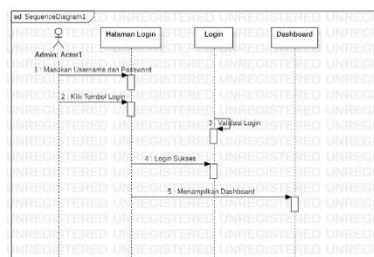 sd SequenceDiagram1
Halaman Login
Login
Dashboard
Admin: Actor1
1 : Masukan Username dan Password
2 : Klik Tombol Login
3 : Validasi Login
4 : Login Sukses
5 : Menampilkan Dashboard
UNREGISTERED